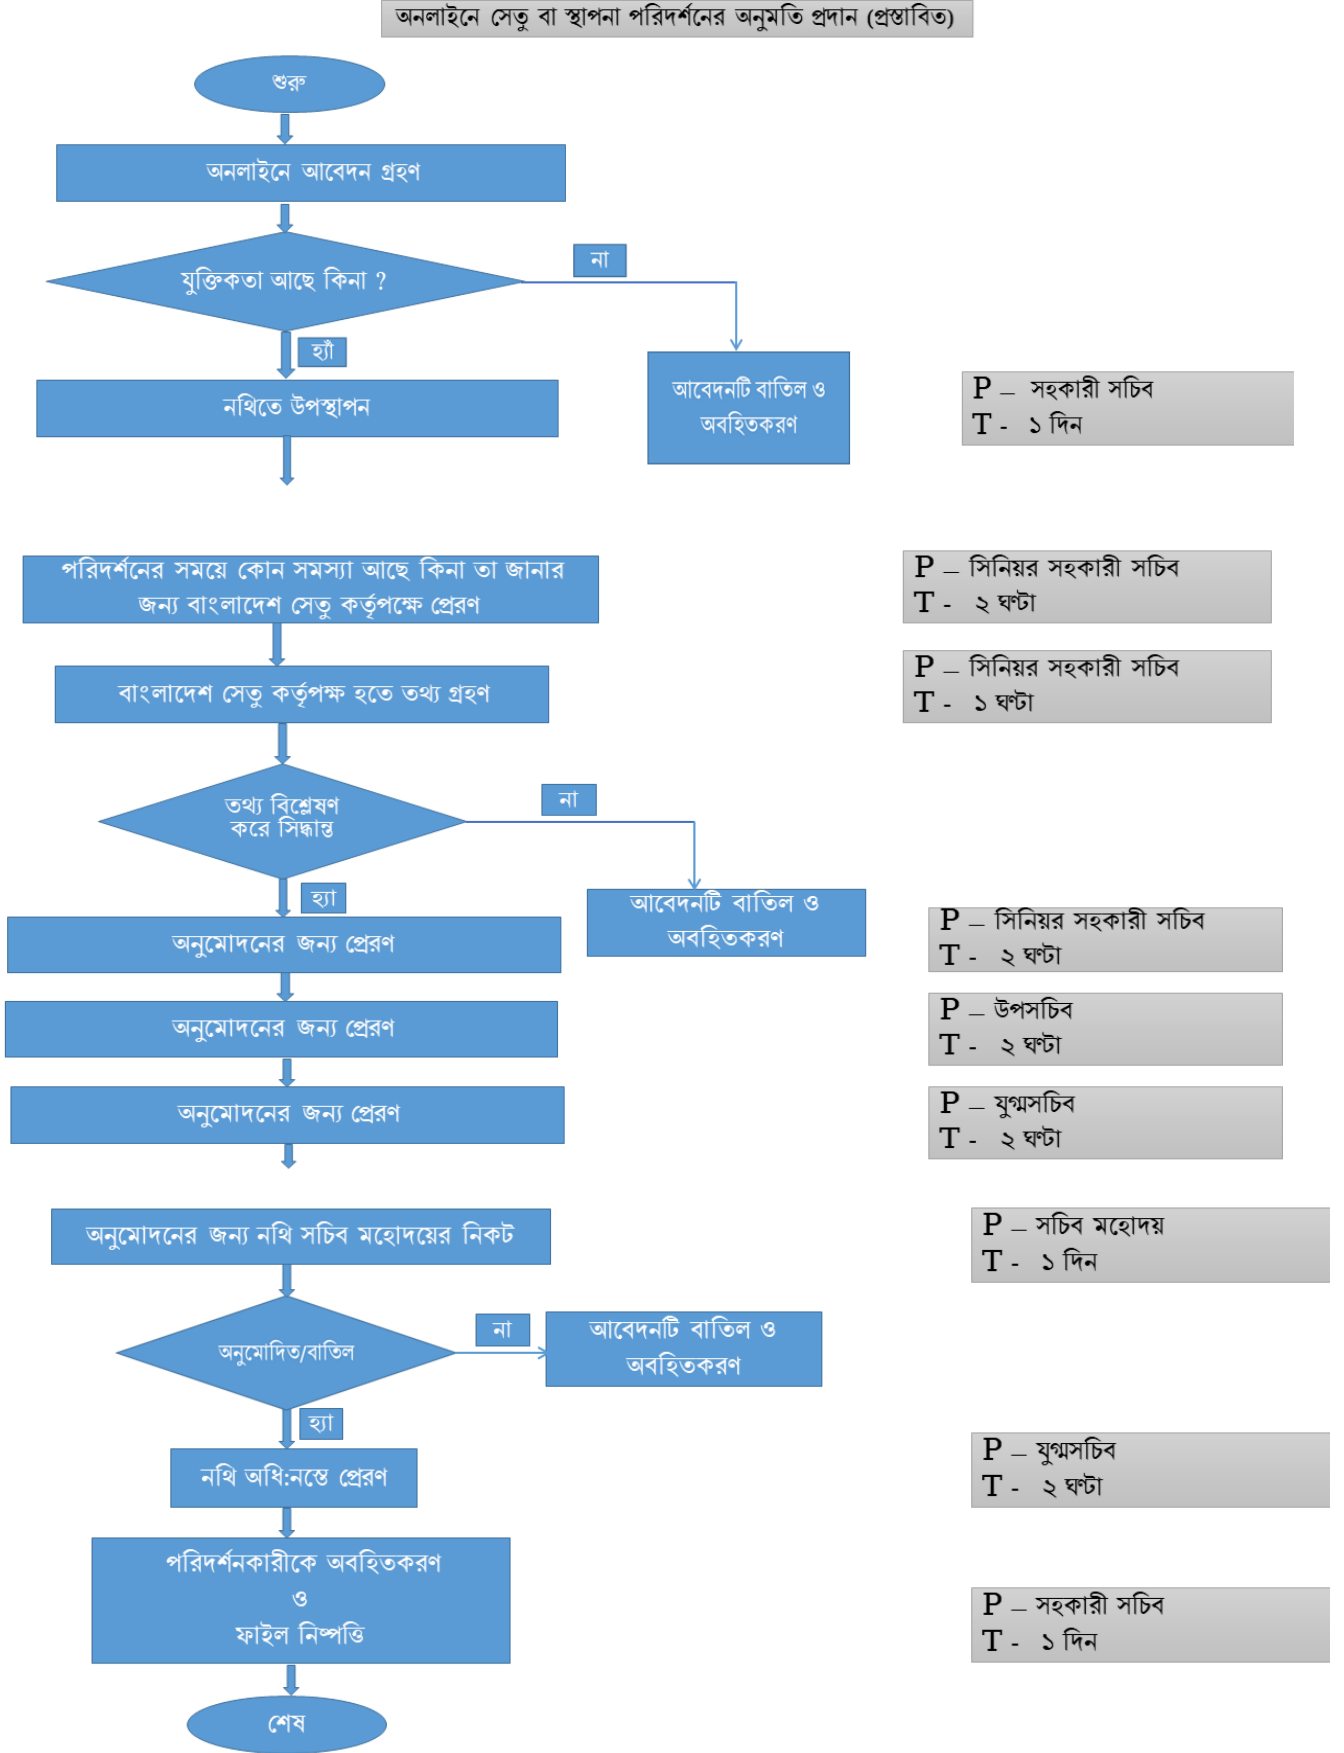 অনলাইনে সেতু বা স্থাপনা পরিদর্শনের অনুমতি প্রদান (প্রস্তাবিত)
শুরু
অনলাইনে আবেদন গ্রহণ
যুক্তিকতা আছে কিনা ?
না
হ্যাঁ
নথিতে উপস্থাপন
আবেদনটি বাতিল ও
অবহিতকরণ
P – সহকারী সচিব
T - ১ দিন
পরিদর্শনের সময়ে কোন সমস্যা আছে কিনা তা জানার
জন্য বাংলাদেশ সেতু কর্তৃপক্ষে প্রেরণ
P – সিনিয়র সহকারী সচিব
T - ২ ঘণ্টা
বাংলাদেশ সেতু কর্তৃপক্ষ হতে তথ্য গ্রহণ
P – সিনিয়র সহকারী সচিব
T - ১ ঘণ্টা
তথ্য বিশ্লেষণ
করে সিদ্ধান্ত
না
হ্যা
আবেদনটি বাতিল ও
অবহিতকরণ
অনুমোদনের জন্য প্রেরণ
P – সিনিয়র সহকারী সচিব
T - ২ ঘণ্টা
অনুমোদনের জন্য প্রেরণ
P – উপসচিব
T - ২ ঘণ্টা
অনুমোদনের জন্য প্রেরণ
P – যুগ্মসচিব
T - ২ ঘণ্টা
অনুমোদনের জন্য নথি সচিব মহোদয়ের নিকট
P – সচিব মহোদয়
T - ১ দিন
অনুমোদিত/বাতিল
না
আবেদনটি বাতিল ও
অবহিতকরণ
হ্যা
নথি অধি:নস্তে প্রেরণ
P – যুগ্মসচিব
T - ২ ঘণ্টা
পরিদর্শনকারীকে অবহিতকরণ
ও
ফাইল নিষ্পত্তি
P – সহকারী সচিব
T - ১ দিন
শেষ